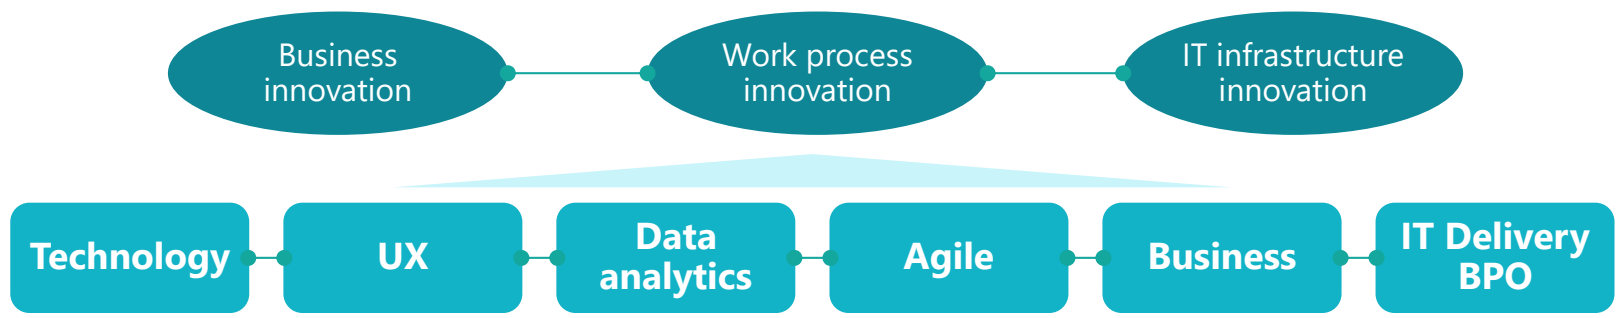 Business
innovation
Work process
innovation
IT infrastructure
innovation
Technology
UX
Data
analytics
Agile
Business
IT Delivery
BPO